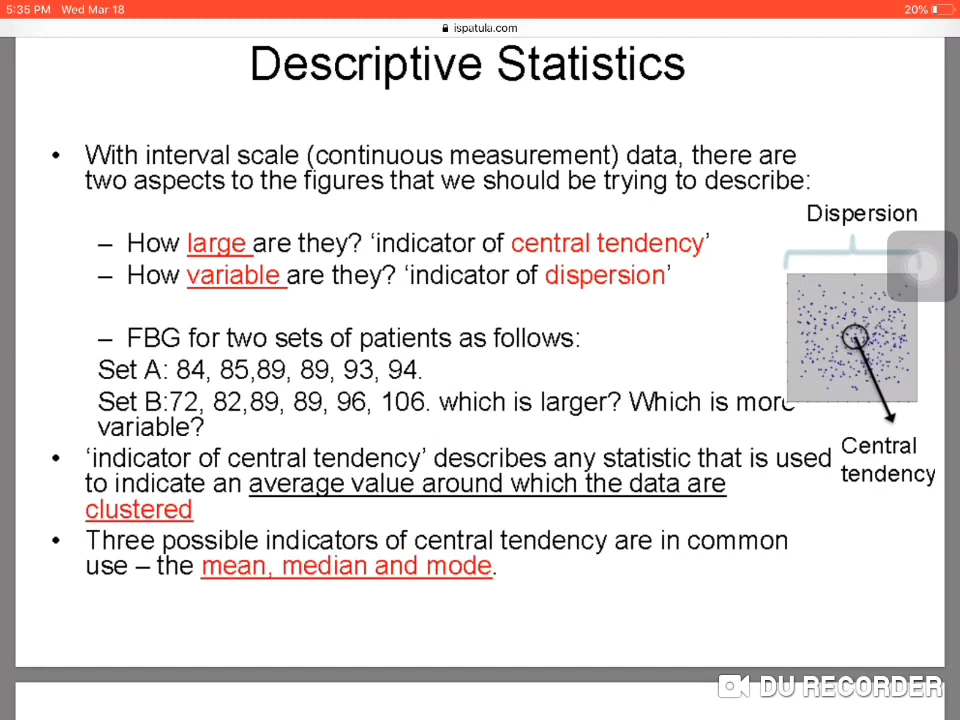 5:35 PM Wed Mar 18
20%
ispatula.com
Descriptive Statistics
• With interval scale (continuous measurement) data, there are
two aspects to the figures that we should be trying to describe:
– How large are they? ‘indicator of central tendency’
– How variable are they? ‘indicator of dispersion’
– FBG for two sets of patients as follows:
Set A: 84, 85,89, 89, 93, 94.
Set B:72, 82,89, 89, 96, 106. which is larger? Which is more
variable?
• ‘indicator of central tendency’ describes any statistic that is used
to indicate an average value around which the data are
clustered
• Three possible indicators of central tendency are in common
use – the mean, median and mode.
Dispersion
Central
tendency
DU RECORDER